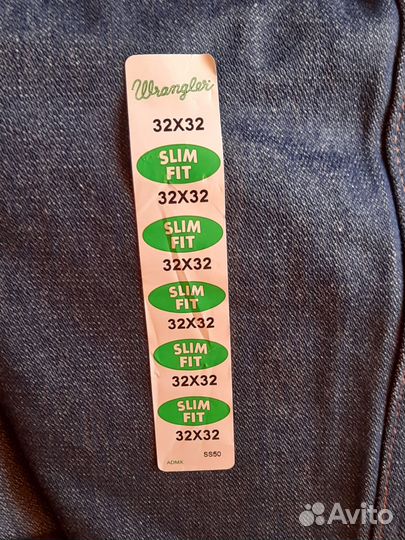 Wrangler
32X32
SLIM
FIT
32X32
SLIM
FIT
32X32
SLIM
FIT
32X32
SLIM
FIT
32X32
SLIM
FIT
32X32
ADMX SS50
Avito